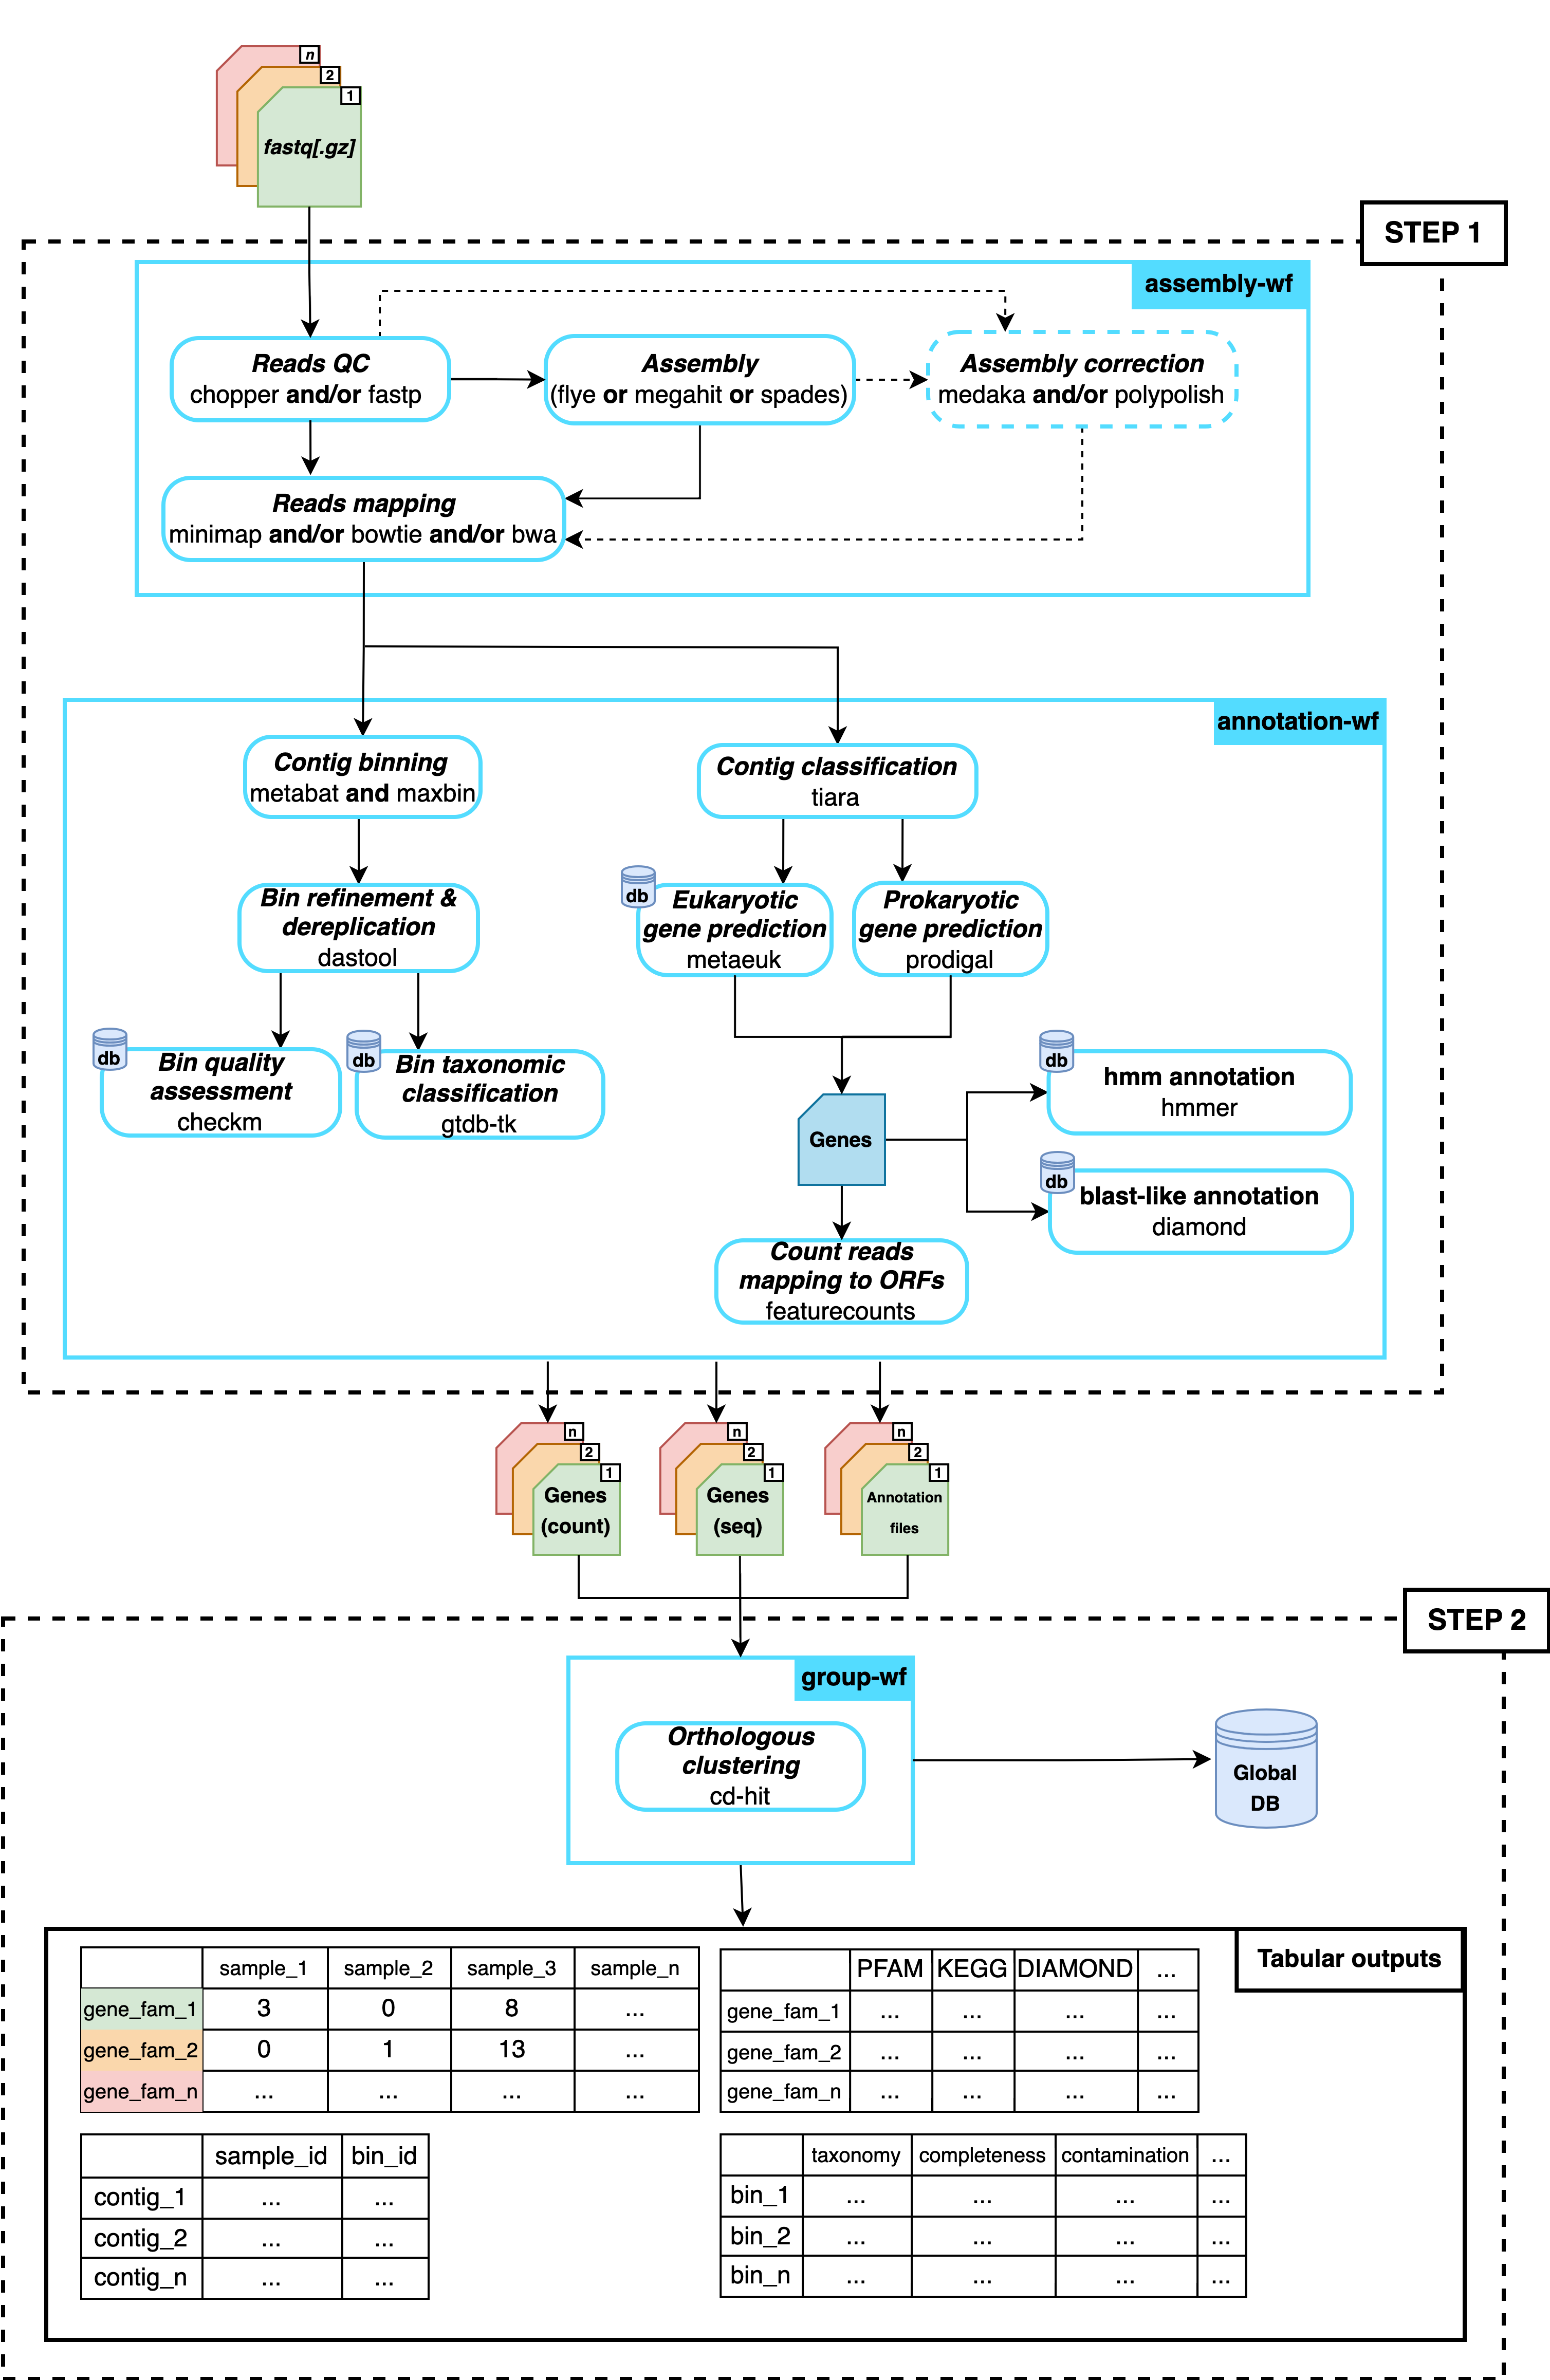 n
2
1
fastq[.gz]
STEP 1
assembly-wf
Reads QC
chopper and/or fastp
Assembly
(flye or megahit or spades)
Assembly correction
medaka and/or polypolish
Reads mapping
minimap and/or bowtie and/or bwa
annotation-wf
Contig binning
metabat and maxbin
Contig classification
tiara
Bin refinement &
dereplication
dastool
db
Eukaryotic
gene prediction
metaeuk
Prokaryotic
gene prediction
prodigal
db
Bin quality
assessment
checkm
db
Bin taxonomic
classification
gtdb-tk
Genes
db
hmm annotation
hmmer
db
blast-like annotation
diamond
Count reads
mapping to ORFs
featurecounts
n
2
1
Genes
(count)
n
2
1
Genes
(seq)
n
2
1
Annotation
files
STEP 2
group-wf
Orthologous
clustering
cd-hit
Global
DB
Tabular outputs
sample_1 sample_2 sample_3 sample_n
gene_fam_1 3 0 8 ...
gene_fam_2 0 1 13 ...
gene_fam_n ... ... ... ...
PFAM KEGG DIAMOND ...
gene_fam_1 ... ... ... ...
gene_fam_2 ... ... ... ...
gene_fam_n ... ... ... ...
sample_id bin_id
contig_1 ... ...
contig_2 ... ...
contig_n ... ...
taxonomy completeness contamination ...
bin_1 ... ... ... ...
bin_2 ... ... ... ...
bin_n ... ... ... ...